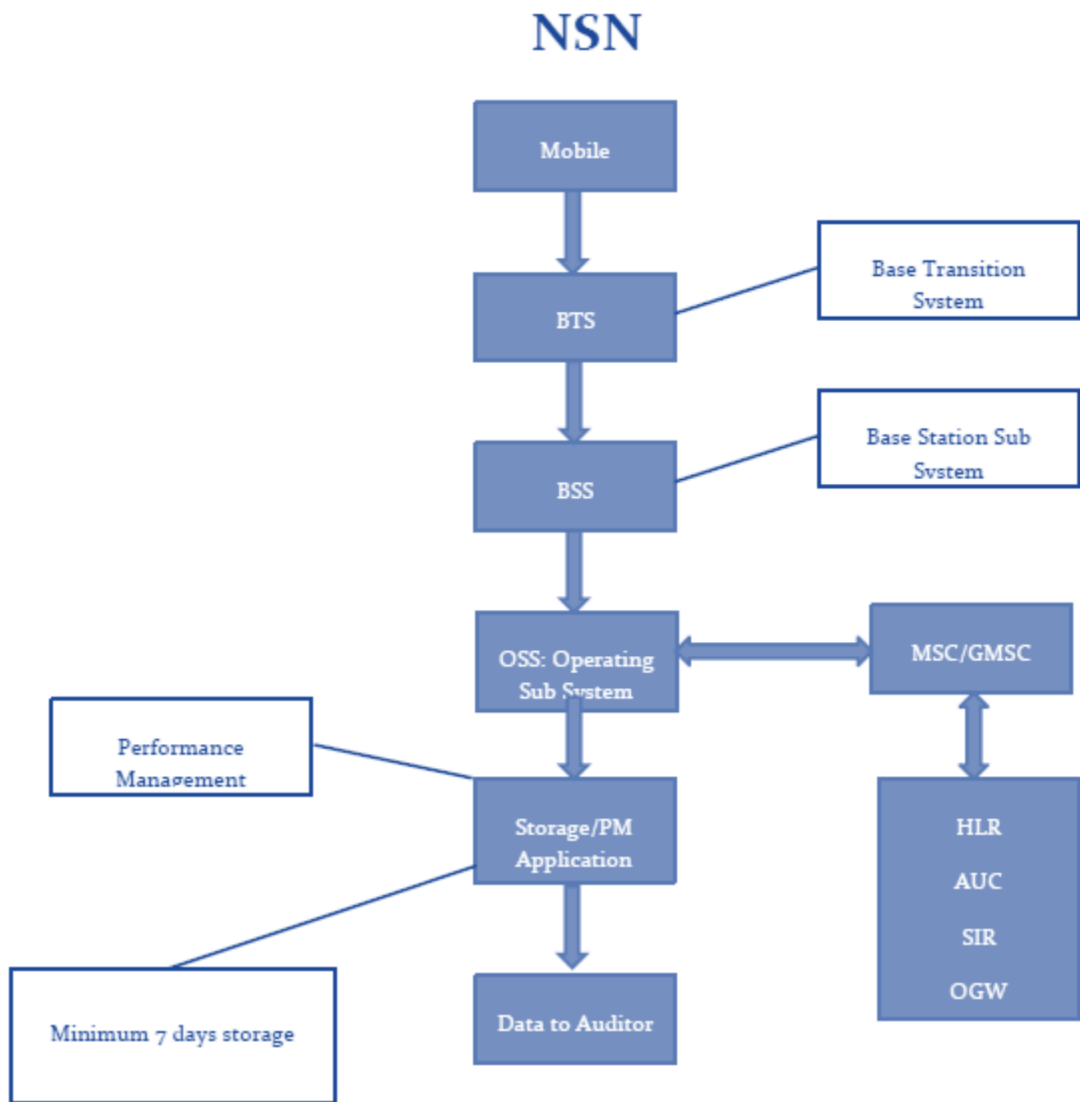 NSN
Mobile
BTS
Base Transition
System
BSS
Base Station Sub
System
OSS: Operating
Sub System
MSC/GMSC
Performance
Management
Storage/PM
Application
HLR
AUC
SIR
OGW
Minimum 7 days storage
Data to Auditor